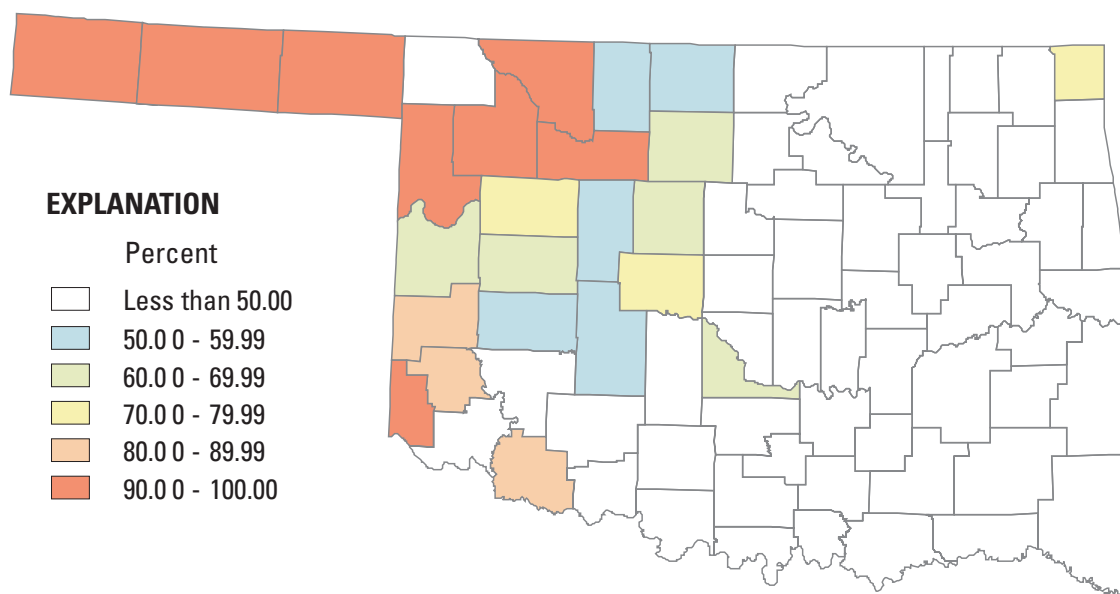 EXPLANATION
Percent
Less than 50.00
50.0 0 - 59.99
60.0 0 - 69.99
70.0 0 - 79.99
80.0 0 - 89.99
90.0 0 - 100.00